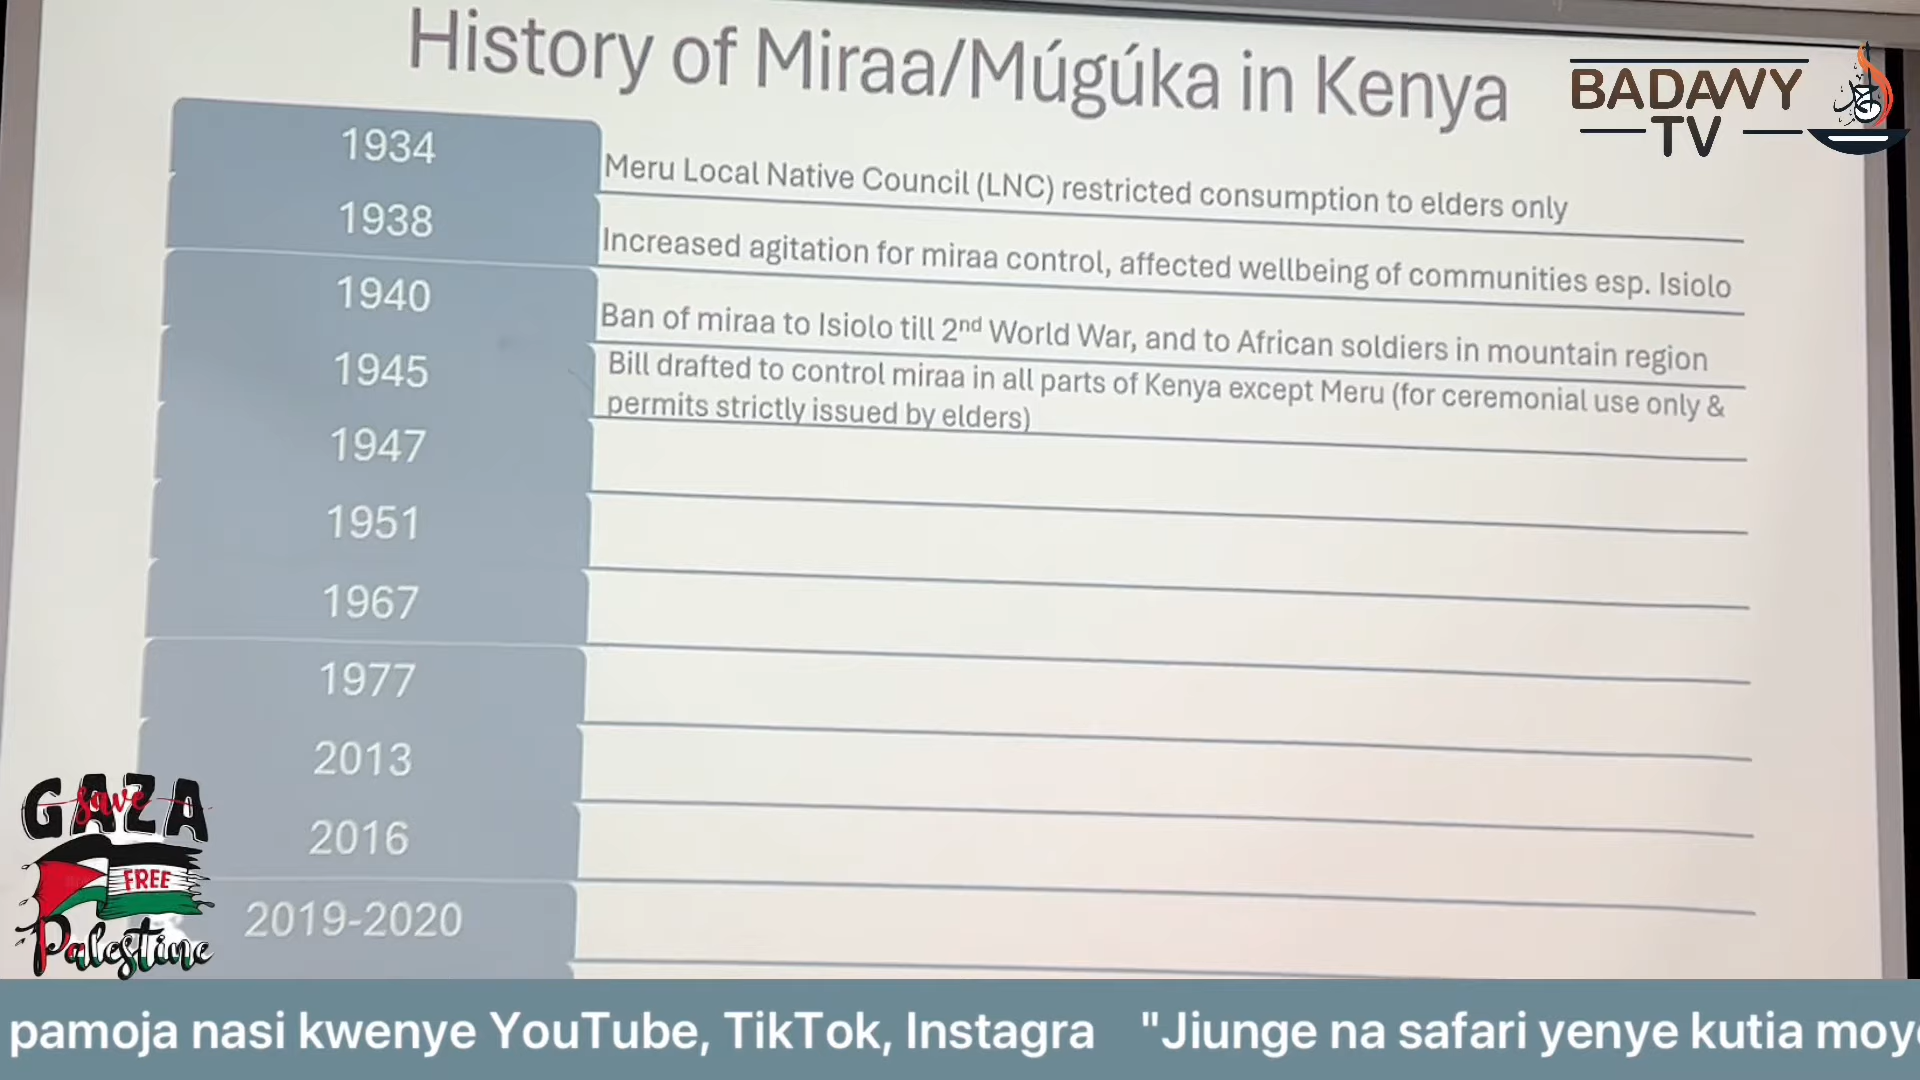 History of Miraa/Múgúka in Kenya
BADAWY
TV
1934
Meru Local Native Council (LNC) restricted consumption to elders only
1938
Increased agitation for miraa control, affected wellbeing of communities esp. Isiolo
1940
Ban of miraa to Isiolo till 2nd World War, and to African soldiers in mountain region
1945
Bill drafted to control miraa in all parts of Kenya except Meru (for ceremonial use only &
permits strictly issued by elders)
1947
1951
1967
1977
2013
2016
2019-2020
save
GAZA
FREE
Palestine
pamoja nasi kwenye YouTube, TikTok, Instagra "Jiunge na safari yenye kutia moy